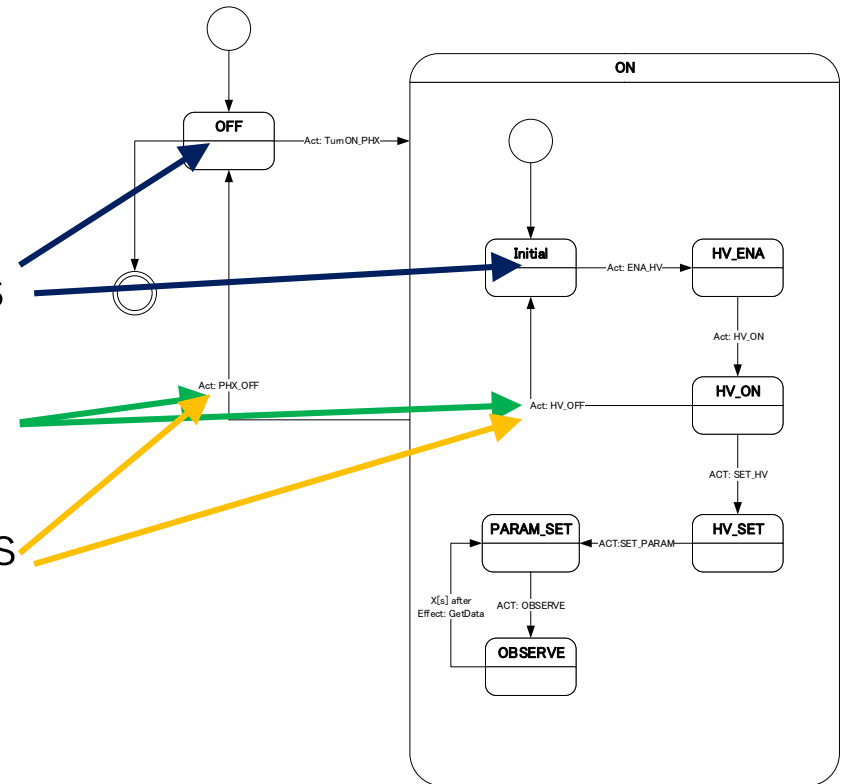 ON
OFF
Act: TurnON_PHX
Initial
Act: ENA_HV
HV_ENA
S
Act: HV_ON
Act: PHX_OFF
Act: HV_OFF
HV_ON
ACT: SET_HV
S
PARAM_SET
ACT:SET_PARAM
HV_SET
X[s] after
Effect: GetData
ACT: OBSERVE
OBSERVE